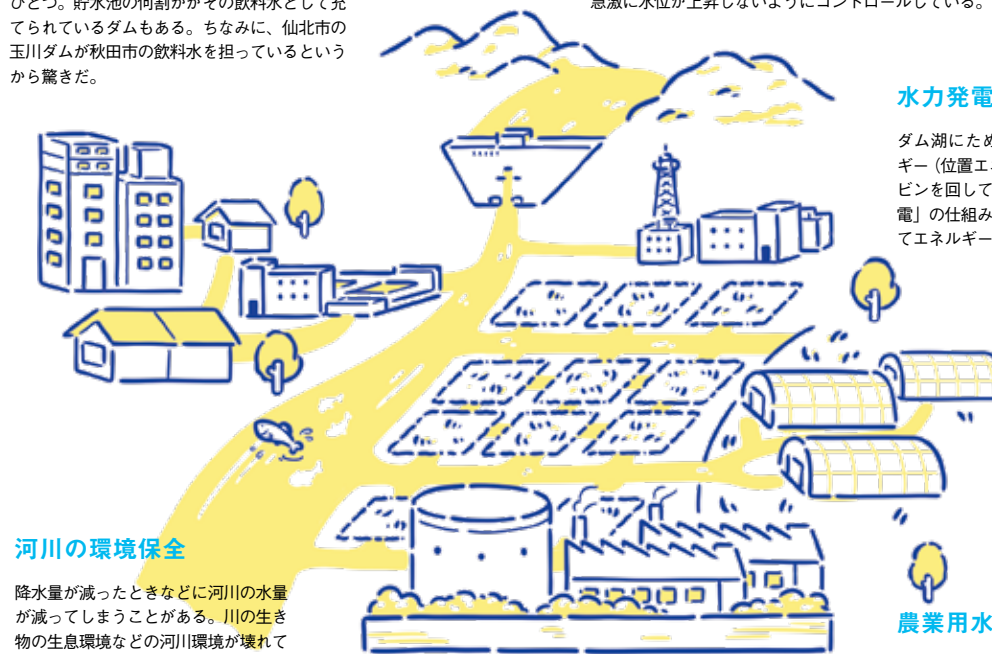 ひとつ。貯水池の何割かがその飲料水として充
てられているダムもある。ちなみに、仙北市の
玉川ダムが秋田市の飲料水を担っているという
から驚きだ。
急激に水位が上昇しないようにコントロールしている。
水力発電
ダム湖にため
ギー（位置エネ
ビンを回して
電」の仕組み
てエネルギー
河川の環境保全
降水量が減ったときなどに河川の水量
が減ってしまうことがある。川の生き
物の生息環境などの河川環境が壊れて
農業用水